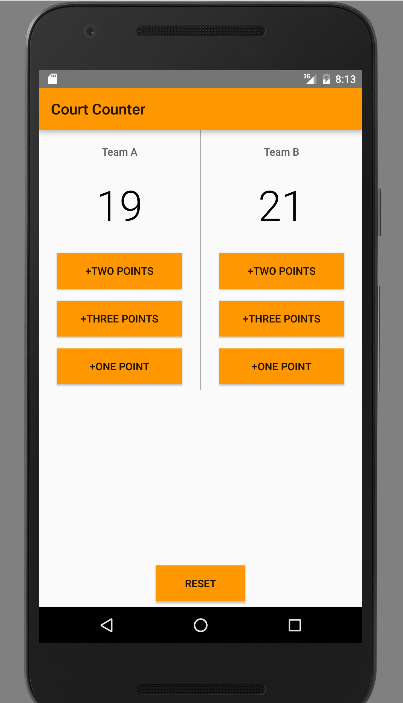 3G 8:13
Court Counter
Team A Team B
19 21
+TWO POINTS +TWO POINTS
+THREE POINTS +THREE POINTS
+ONE POINT +ONE POINT
RESET